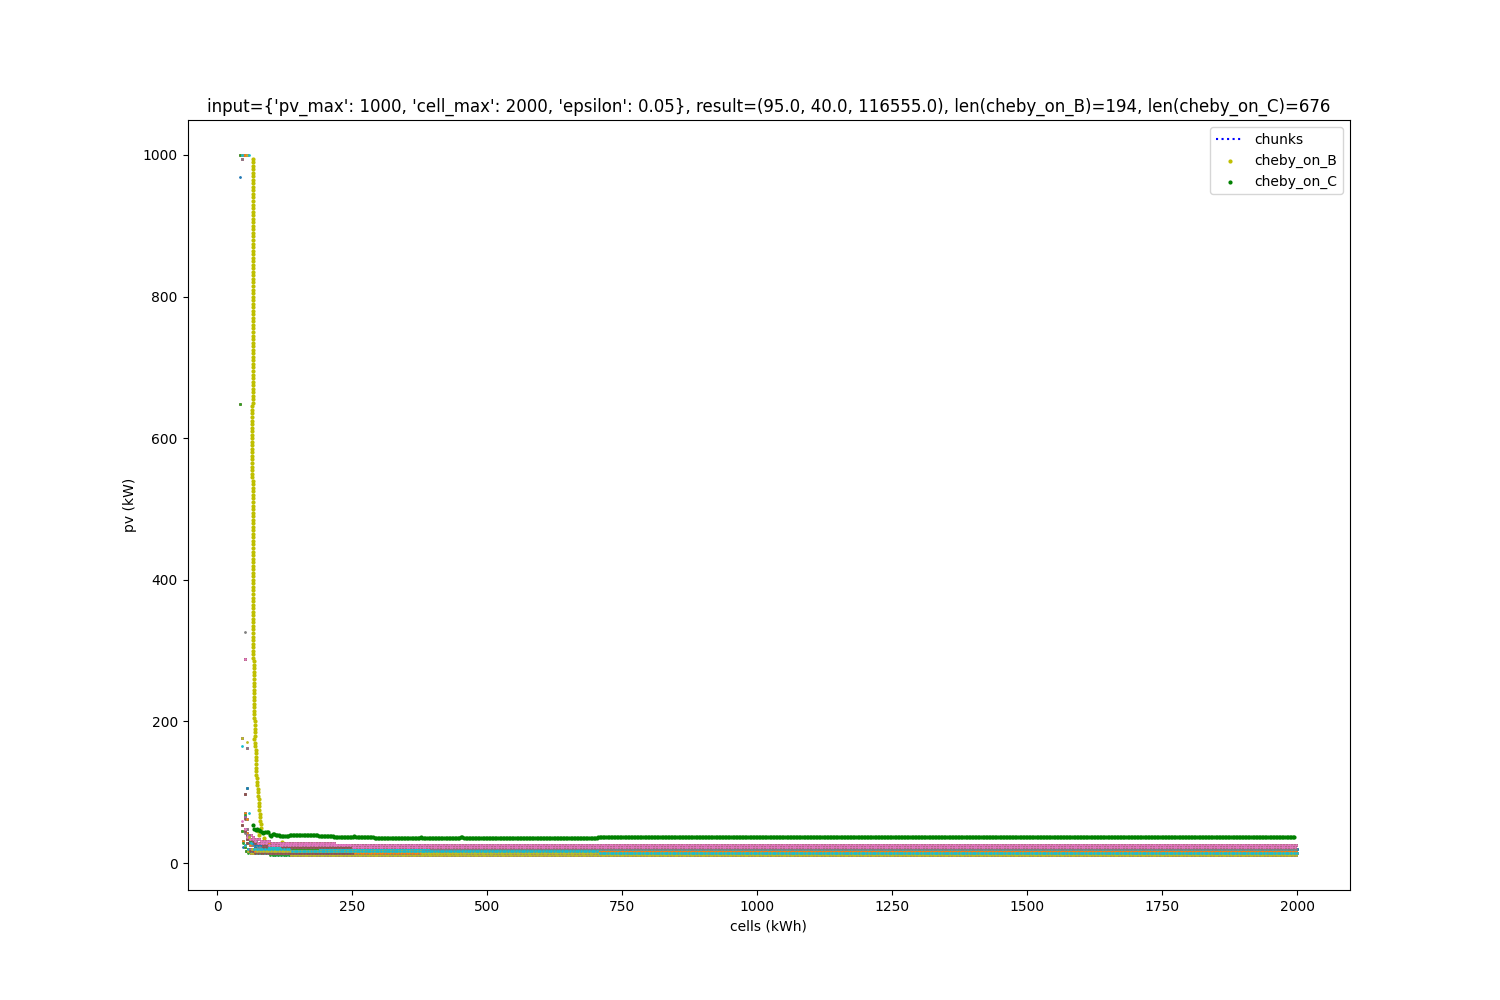 input={'pv_max': 1000, 'cell_max': 2000, 'epsilon': 0.05}, result=(95.0, 40.0, 116555.0), len(cheby_on_B)=194, len(cheby_on_C)=676
chunks
cheby_on_B
cheby_on_C
1000
800
600
400
200
0
pv (kW)
0 250 500 750 1000 1250 1500 1750 2000
cells (kWh)